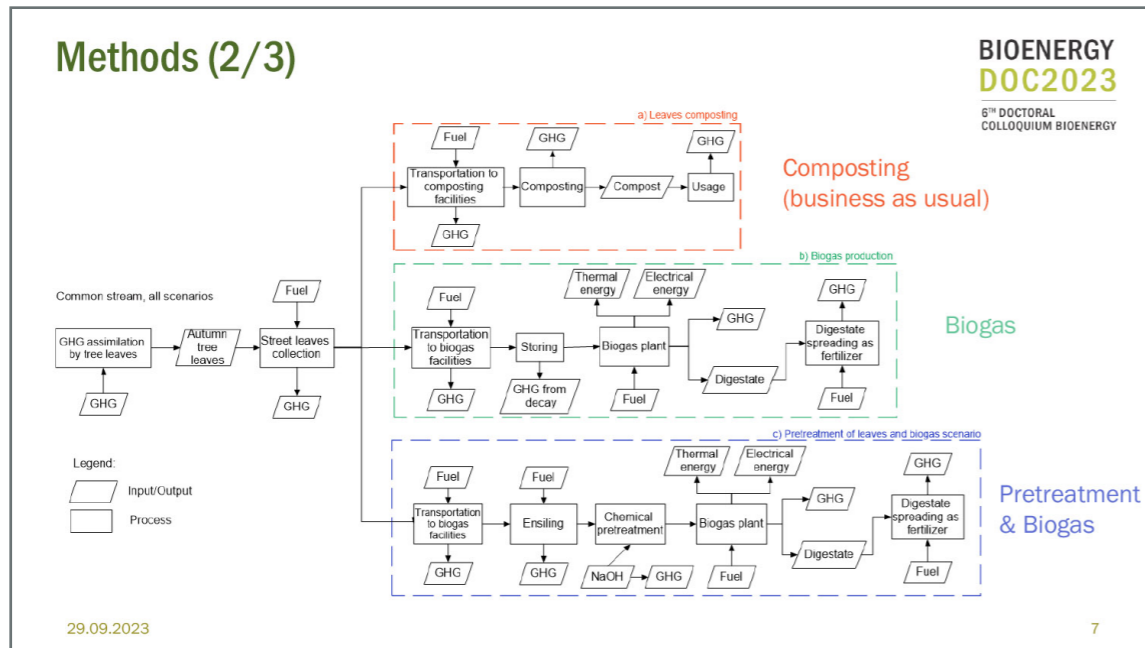 Methods (2/3)
BIOENERGY
DOC2023
6TH DOCTORAL
COLLOQUIUM BIOENERGY
a) Leaves composting
Fuel
GHG
GHG
Transportation to
composting
facilities
Composting
Compost
Usage
GHG
Composting
(business as usual)
b) Biogas production
Common stream, all scenarios
Fuel
GHG assimilation
by tree leaves
Autumn
tree
leaves
Street leaves
collection
GHG
GHG
Fuel
Thermal
energy
Electrical
energy
GHG
Transportation
to biogas
facilities
Storing
Biogas plant
GHG
Digestate
spreading as
fertilizer
GHG
GHG from
decay
Fuel
Digestate
Fuel
Biogas
c) Pretreatment of leaves and biogas scenario
Fuel
Fuel
Thermal
energy
Electrical
energy
GHG
Transportation
to biogas
facilities
Ensiling
Chemical
pretreatment
Biogas plant
GHG
Digestate
spreading as
fertilizer
GHG
GHG
NaOH
GHG
Fuel
Digestate
Fuel
Pretreatment
& Biogas
Legend:
Input/Output
Process
29.09.2023
7